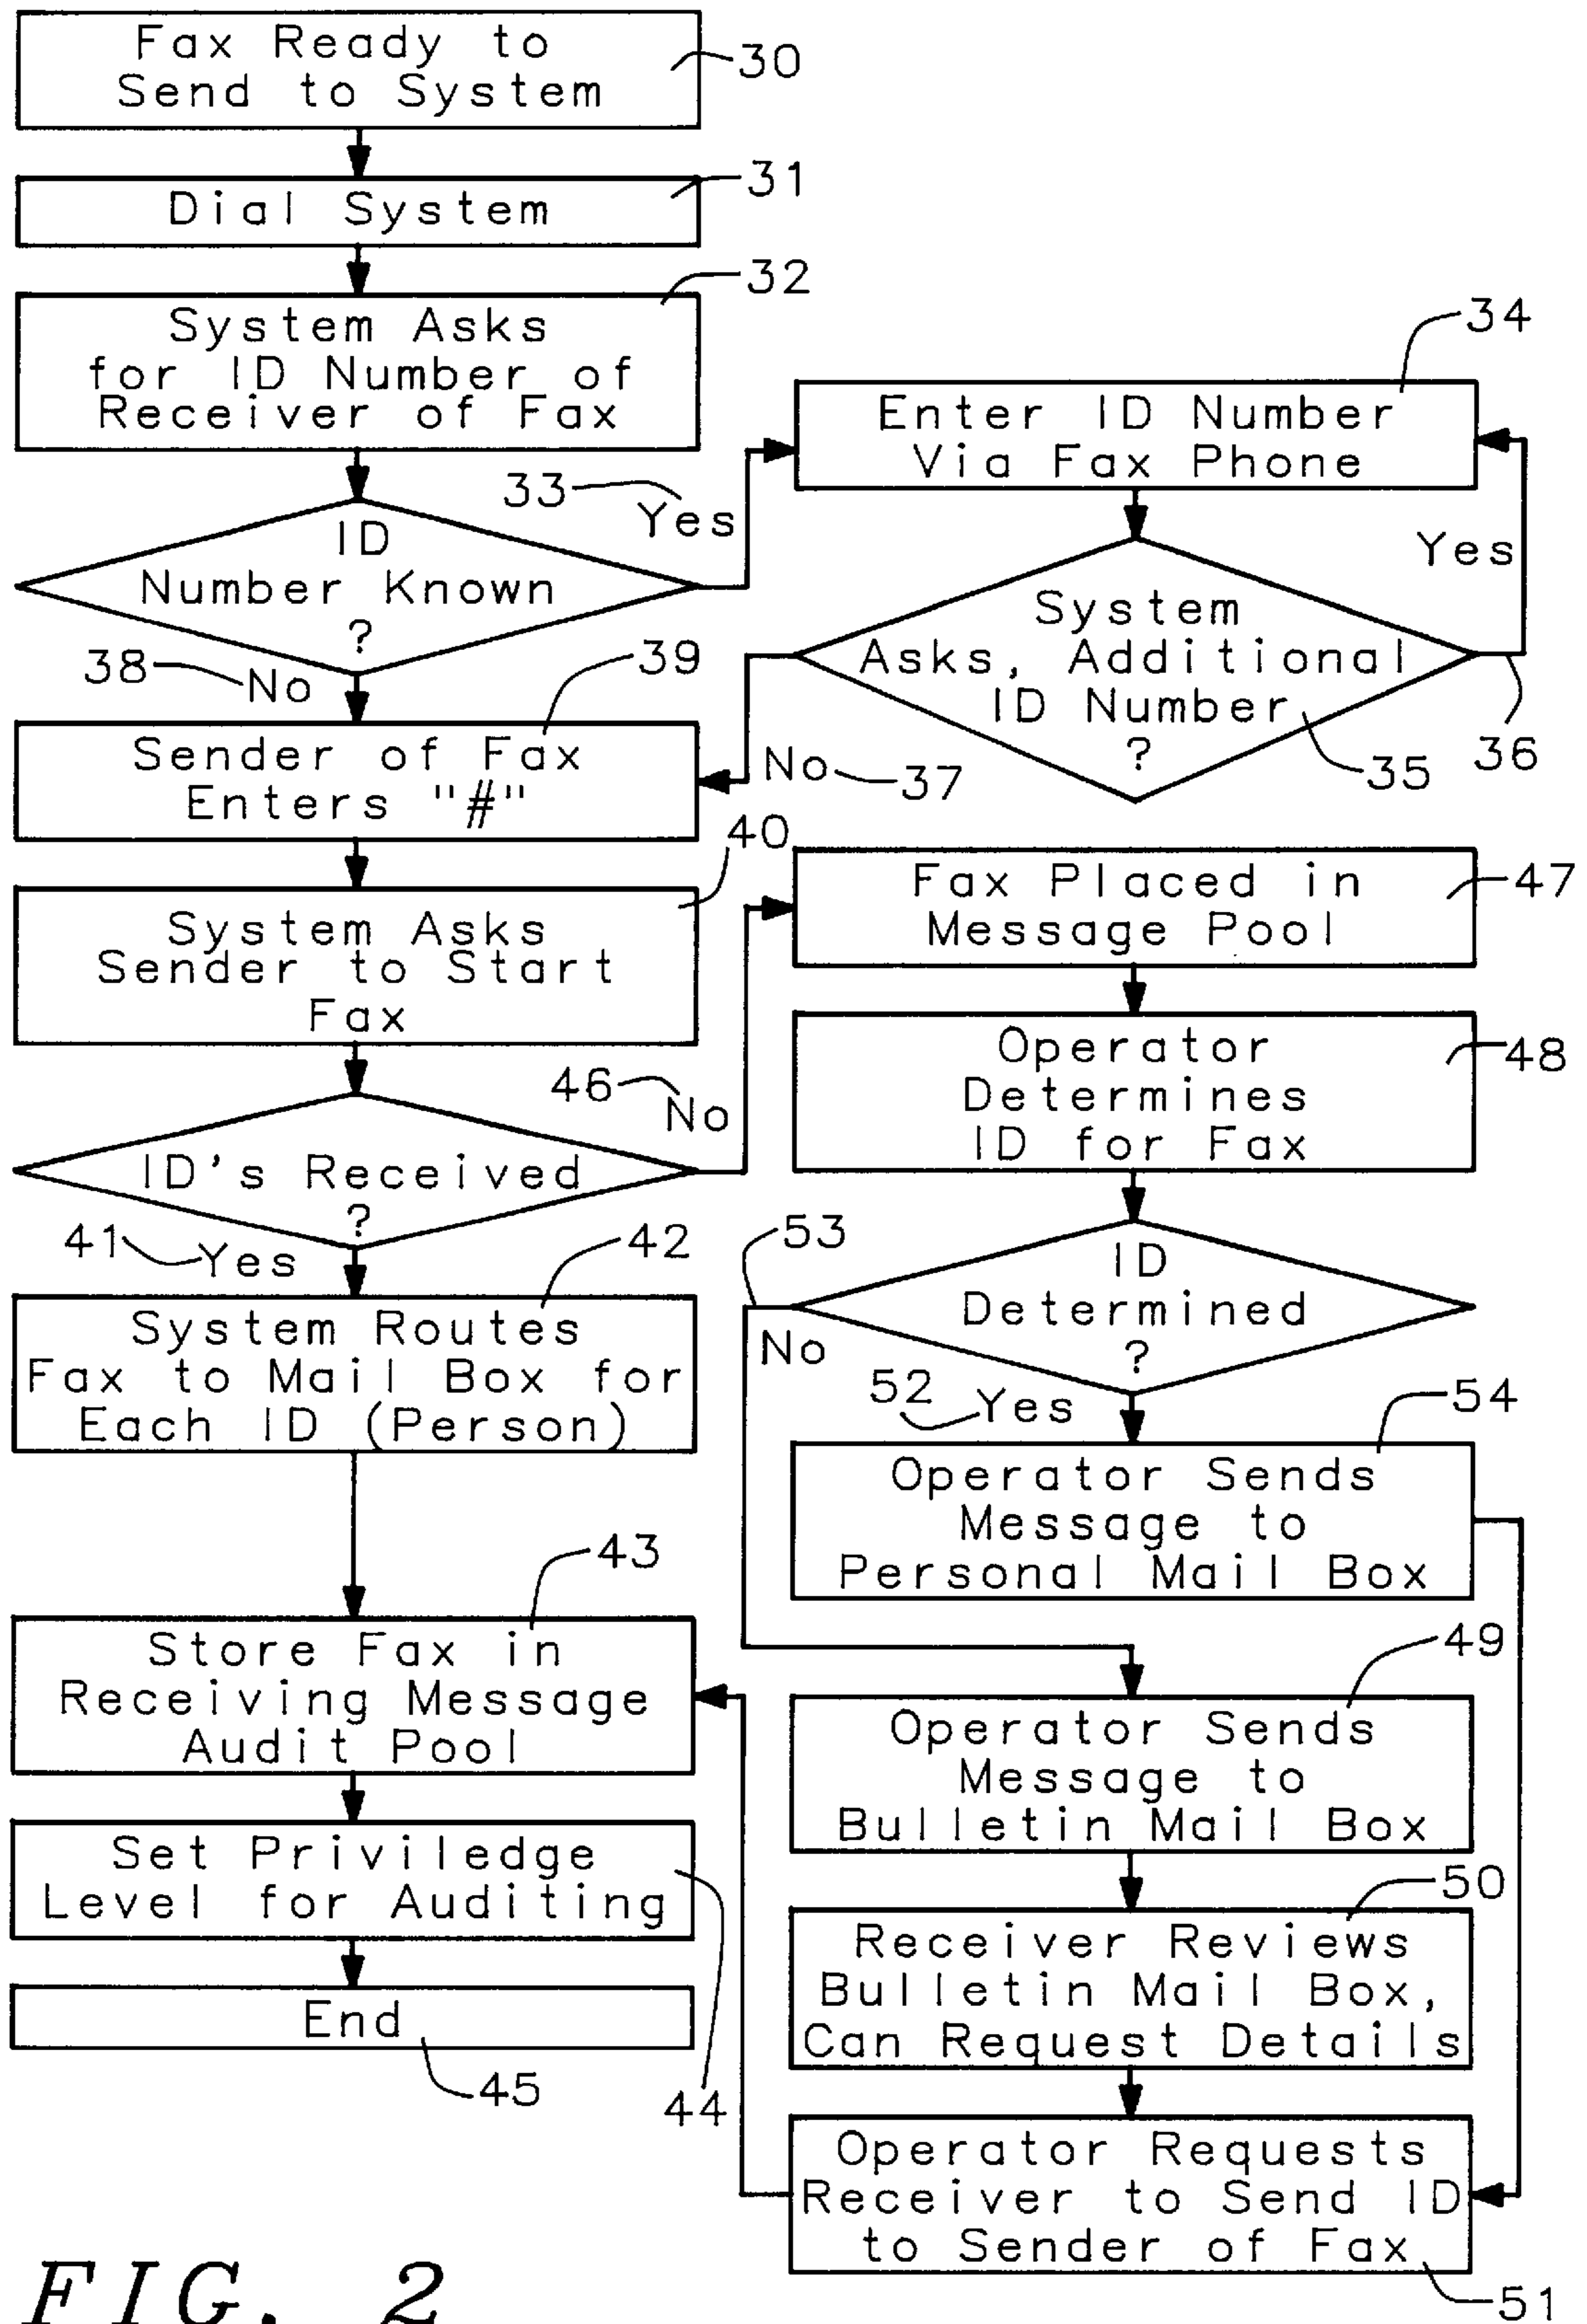 Fax Ready to
Send to System
30
Dial System
31
System Asks
for ID Number of
Receiver of Fax
32
ID
Number Known
?
33
Yes
38
No
Enter ID Number
Via Fax Phone
34
System
Asks, Additional
ID Number
?
35
Yes
36
No
37
Sender of Fax
Enters "#"
39
System Asks
Sender to Start
Fax
40
ID's Received
?
46
No
41
Yes
System Routes
Fax to Mail Box for
Each ID (Person)
42
Store Fax in
Receiving Message
Audit Pool
43
Set Priviledge
Level for Auditing
44
End
45
Fax Placed in
Message Pool
47
Operator
Determines
ID for Fax
48
ID
Determined
?
53
No
52
Yes
Operator Sends
Message to
Personal Mail Box
54
Operator Sends
Message to
Bulletin Mail Box
49
Receiver Reviews
Bulletin Mail Box,
Can Request Details
50
Operator Requests
Receiver to Send ID
to Sender of Fax
51
FIG. 2